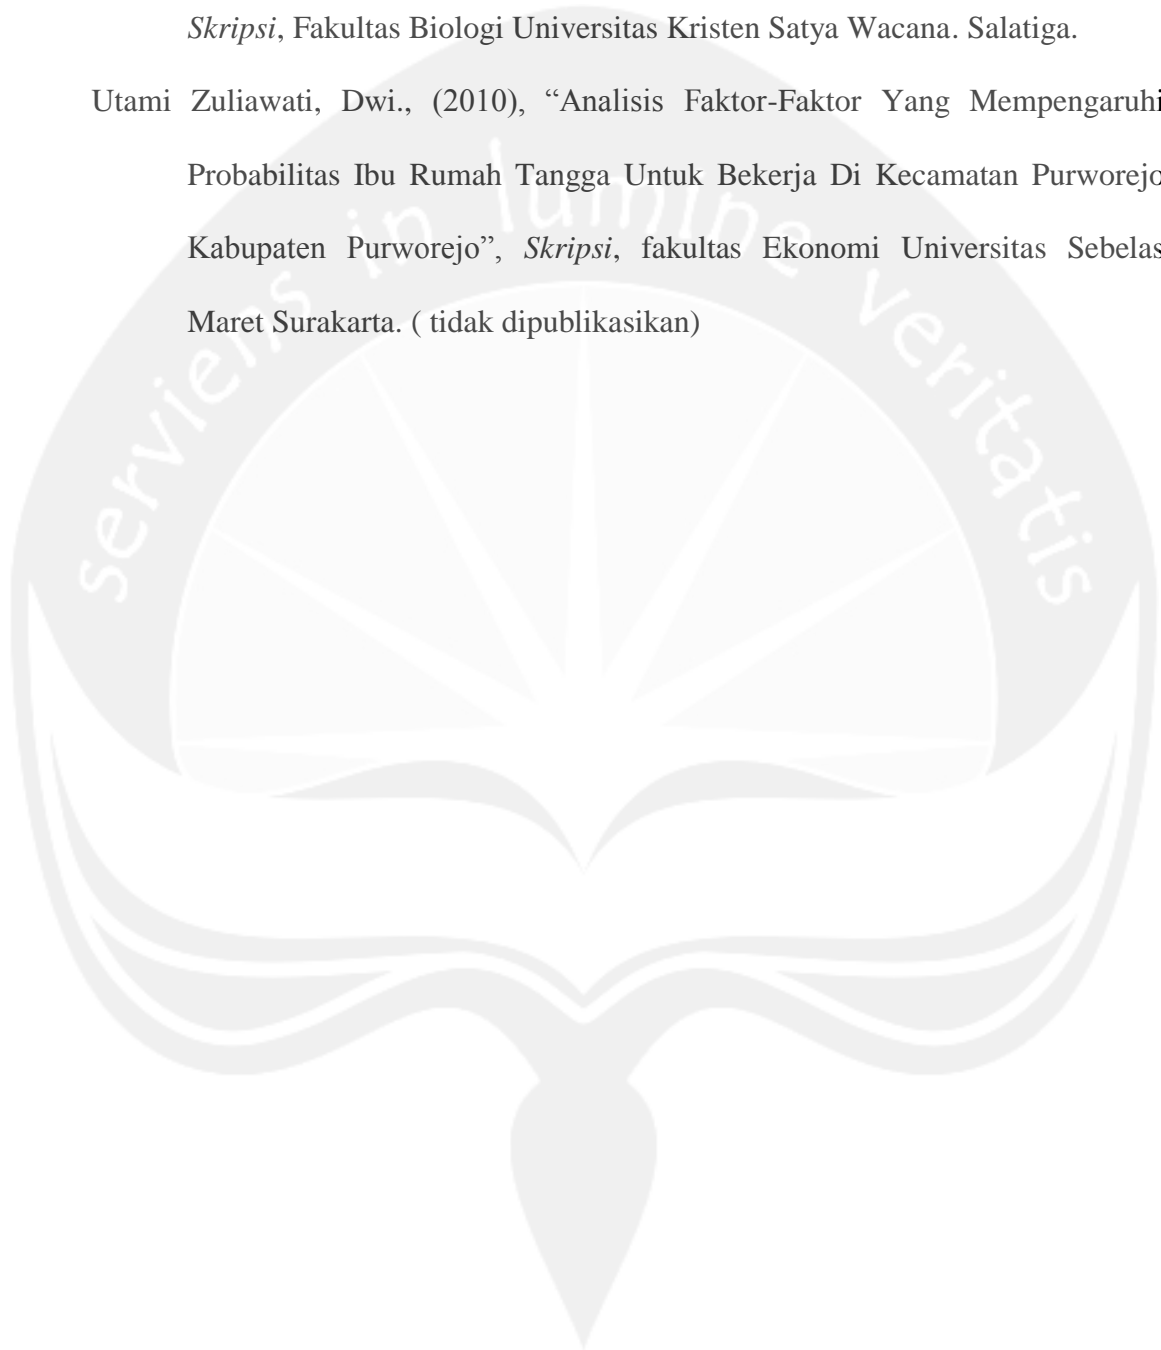 Skripsi, Fakultas Biologi Universitas Kristen Satya Wacana. Salatiga.
Utami Zuliawati, Dwi., (2010), “Analisis Faktor-Faktor Yang Mempengaruhi
Probabilitas Ibu Rumah Tangga Untuk Bekerja Di Kecamatan Purworejo
Kabupaten Purworejo”, Skripsi, fakultas Ekonomi Universitas Sebelas
Maret Surakarta. ( tidak dipublikasikan)
serviens in lumine veritatis